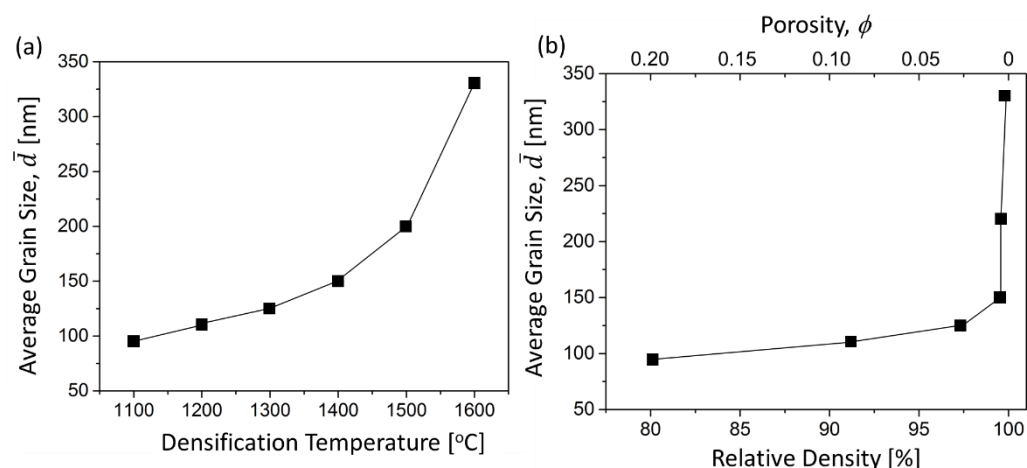 (a)
350
300
250
200
150
100
50
Average Grain Size, d̄ [nm]
1100 1200 1300 1400 1500 1600
Densification Temperature [°C]
(b)
Porosity, ϕ
0.20 0.15 0.10 0.05 0
350
300
250
200
150
100
50
Average Grain Size, d̄ [nm]
80 85 90 95 100
Relative Density [%]